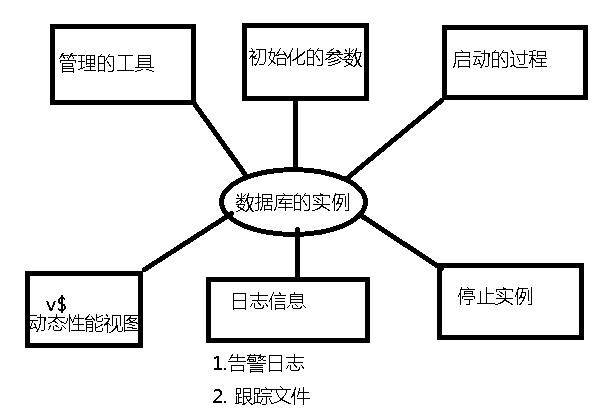 管理的工具
初始化的参数
启动的过程
数据库的实例
v$
动态性能视图
日志信息
停止实例
1.告警日志
2. 跟踪文件